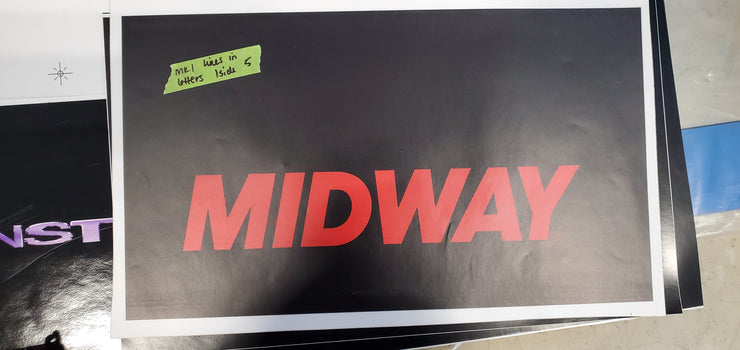 MK1 lines in
letters 1side 5
MIDWAY
NST